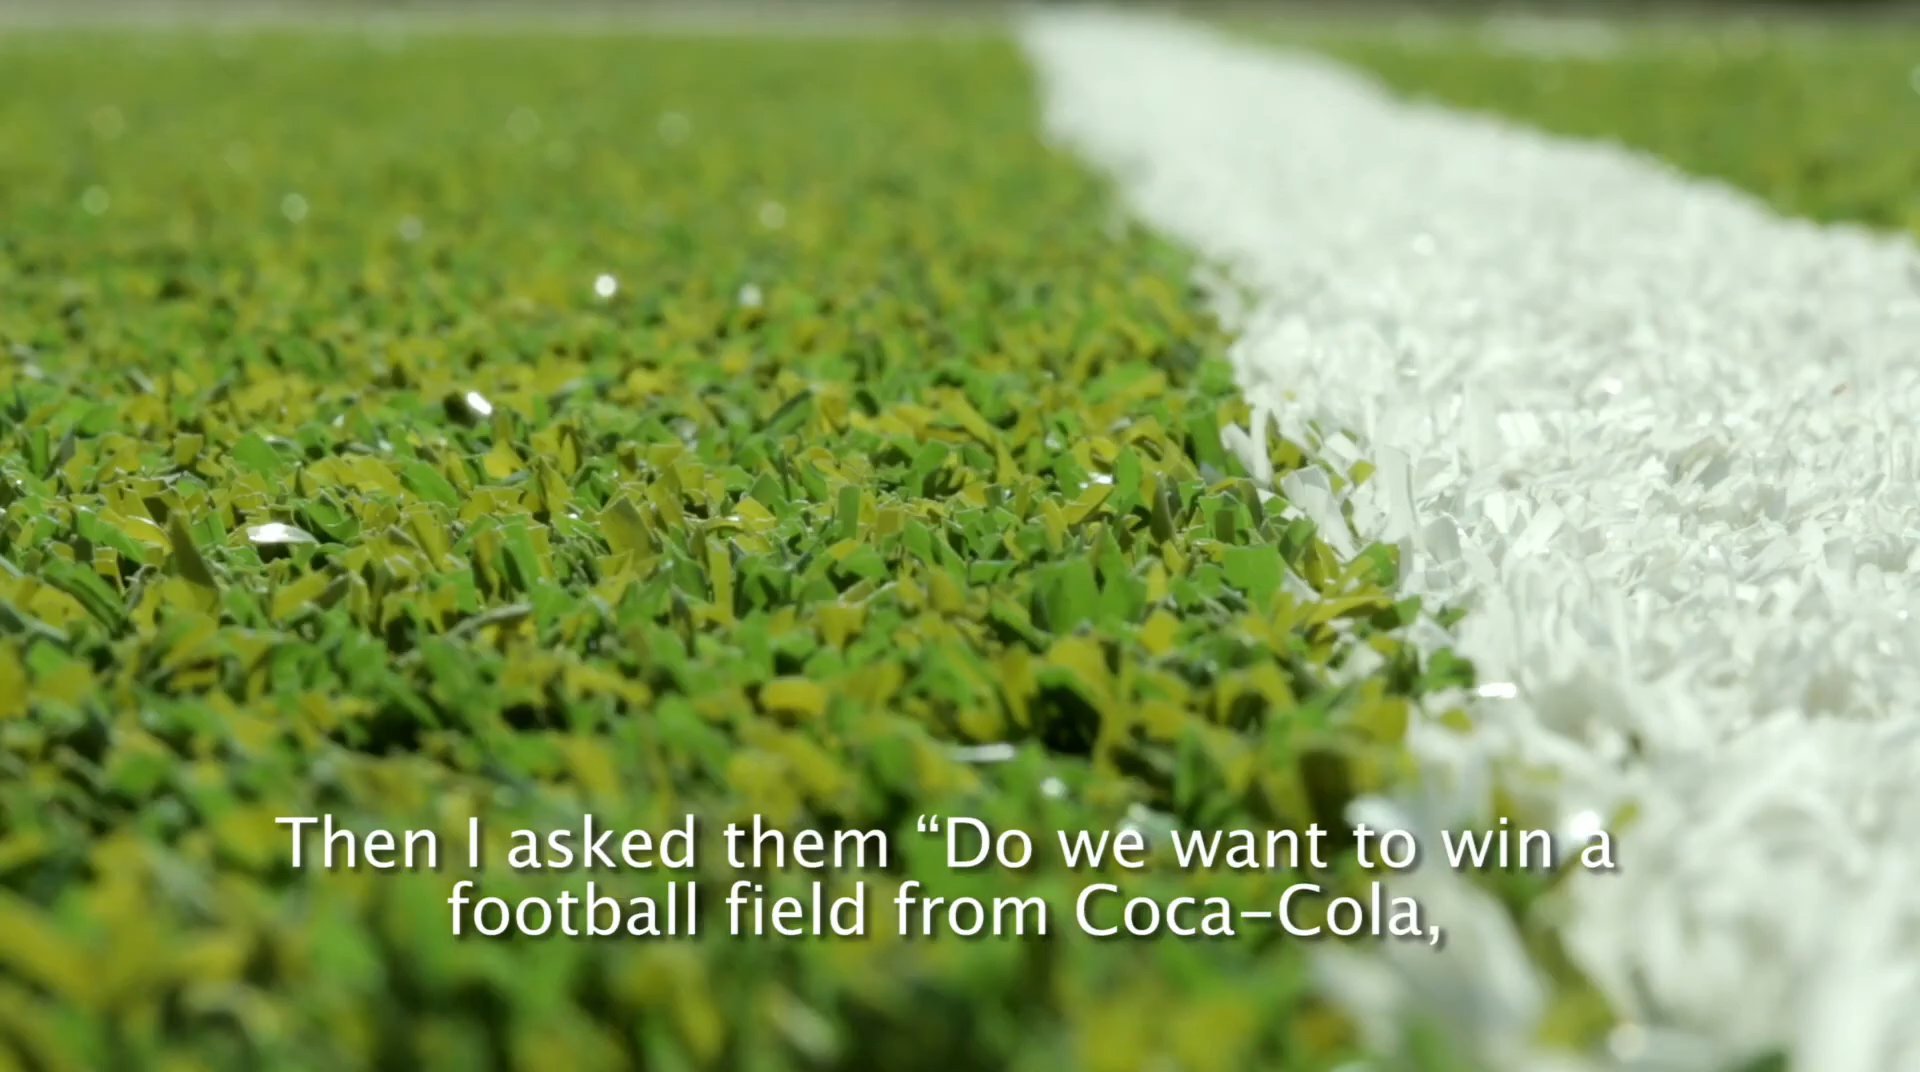 Then I asked them “Do we want to win a
football field from Coca-Cola,